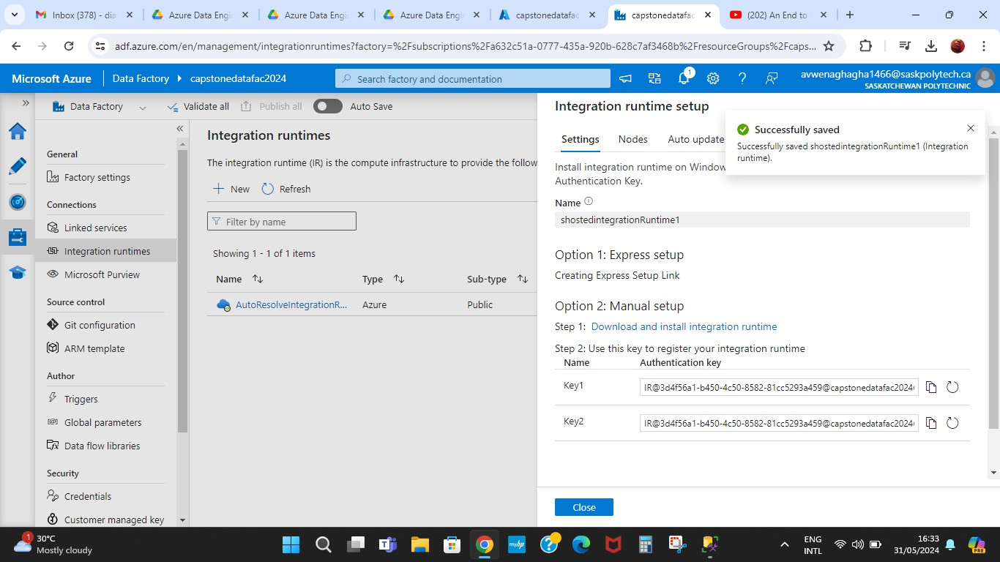 Inbox (378) - dia
Azure Data Engi
Azure Data Engi
Azure Data Engi
capstonedatafac
capstonedatafac
(202) An End to
adf.azure.com/en/management/integrationruntimes?factory=%2Fsubscriptions%2Fa632c51a-0777-435a-920b-628c7af3468b%2FresourceGroups%2Fcaps...
Microsoft Azure
Data Factory
capstonedatafac2024
Search factory and documentation
1
avwenaghagha1466@saskpolytech.ca
SASKATCHEWAN POLYTECHNIC
Data Factory
Validate all
Publish all
Auto Save
General
Factory settings
Connections
Linked services
Integration runtimes
Microsoft Purview
Source control
Git configuration
ARM template
Author
Triggers
Global parameters
Data flow libraries
Security
Credentials
Customer managed key
Integration runtimes
The integration runtime (IR) is the compute infrastructure to provide the follow
New
Refresh
Filter by name
Showing 1 - 1 of 1 items
Name Type Sub-type
AutoResolveIntegrationR... Azure Public
Integration runtime setup
Settings Nodes Auto update
Successfully saved
Successfully saved shostedintegrationRuntime1 (Integration
runtime).
Install integration runtime on Window
Authentication Key.
Name
shostedintegrationRuntime1
Option 1: Express setup
Creating Express Setup Link
Option 2: Manual setup
Step 1: Download and install integration runtime
Step 2: Use this key to register your integration runtime
Name Authentication key
Key1 IR@3d4f56a1-b450-4c50-8582-81cc5293a459@capstonedatafac2024
Key2 IR@3d4f56a1-b450-4c50-8582-81cc5293a459@capstonedatafac2024
Close
1
30°C
Mostly cloudy
myhp
ENG
INTL
16:33
31/05/2024
PRE